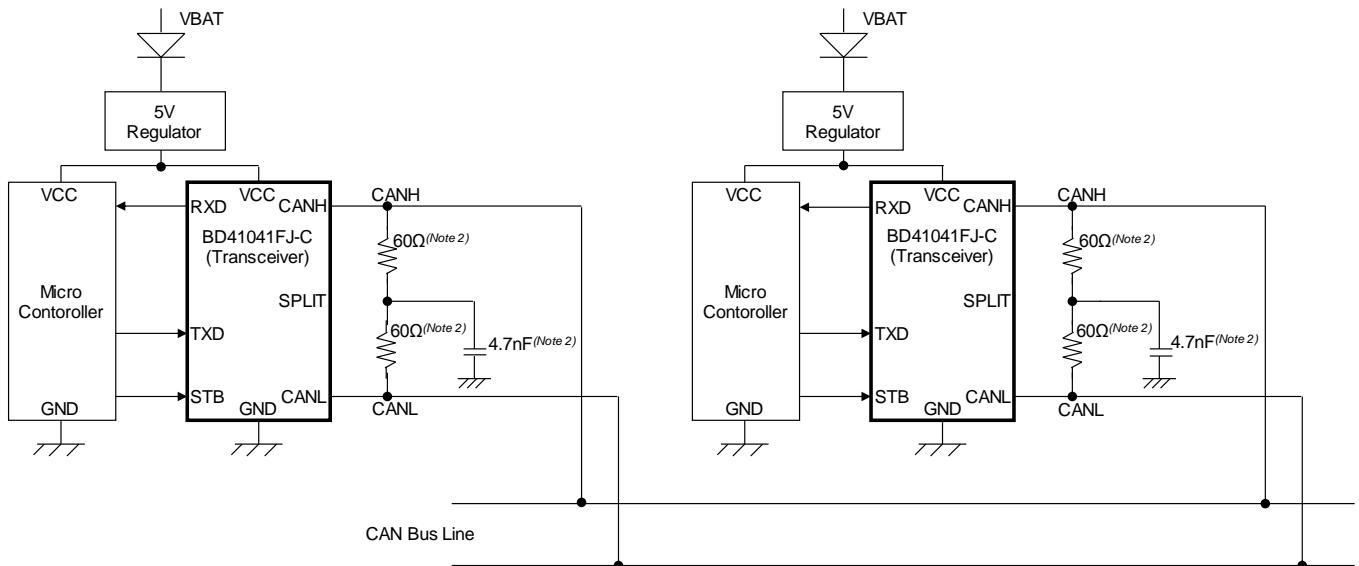 VBAT
5V
Regulator
VCC
Micro
Contoroller
GND
VCC
RXD
CANH
BD41041FJ-C
(Transceiver)
SPLIT
TXD
STB
CANL
GND
CANH
60Ω(Note 2)
60Ω(Note 2)
4.7nF(Note 2)
CANL
VBAT
5V
Regulator
VCC
Micro
Contoroller
GND
VCC
RXD
CANH
BD41041FJ-C
(Transceiver)
SPLIT
TXD
STB
CANL
GND
CANH
60Ω(Note 2)
60Ω(Note 2)
4.7nF(Note 2)
CANL
CAN Bus Line